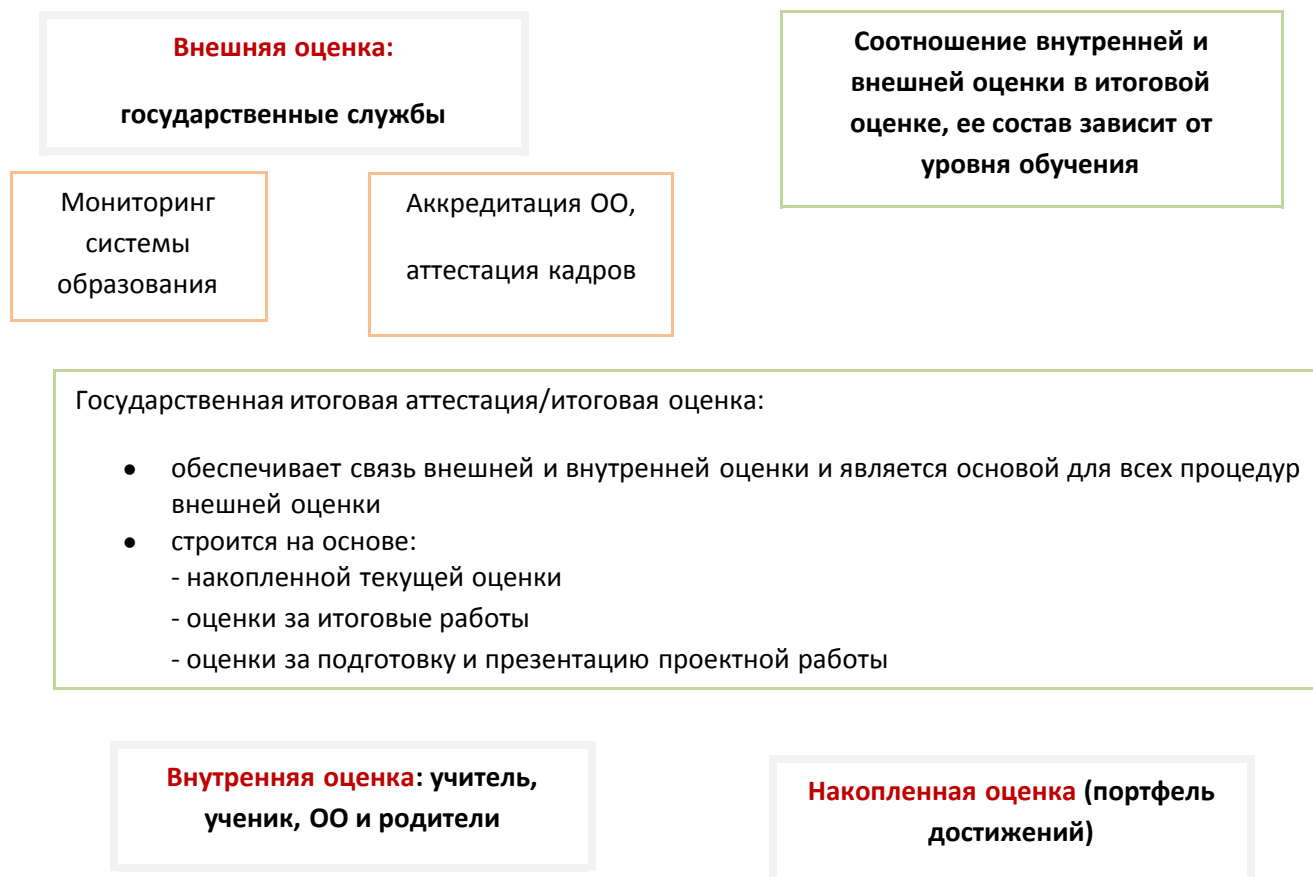 Внешняя оценка:
государственные службы
Соотношение внутренней и
внешней оценки в итоговой
оценке, ее состав зависит от
уровня обучения
Мониторинг
системы
образования
Аккредитация ОО,
аттестация кадров
Государственная итоговая аттестация/итоговая оценка:
• обеспечивает связь внешней и внутренней оценки и является основой для всех процедур
внешней оценки
• строится на основе:
- накопленной текущей оценки
- оценки за итоговые работы
- оценки за подготовку и презентацию проектной работы
Внутренняя оценка: учитель,
ученик, ОО и родители
Накопленная оценка (портфель
достижений)